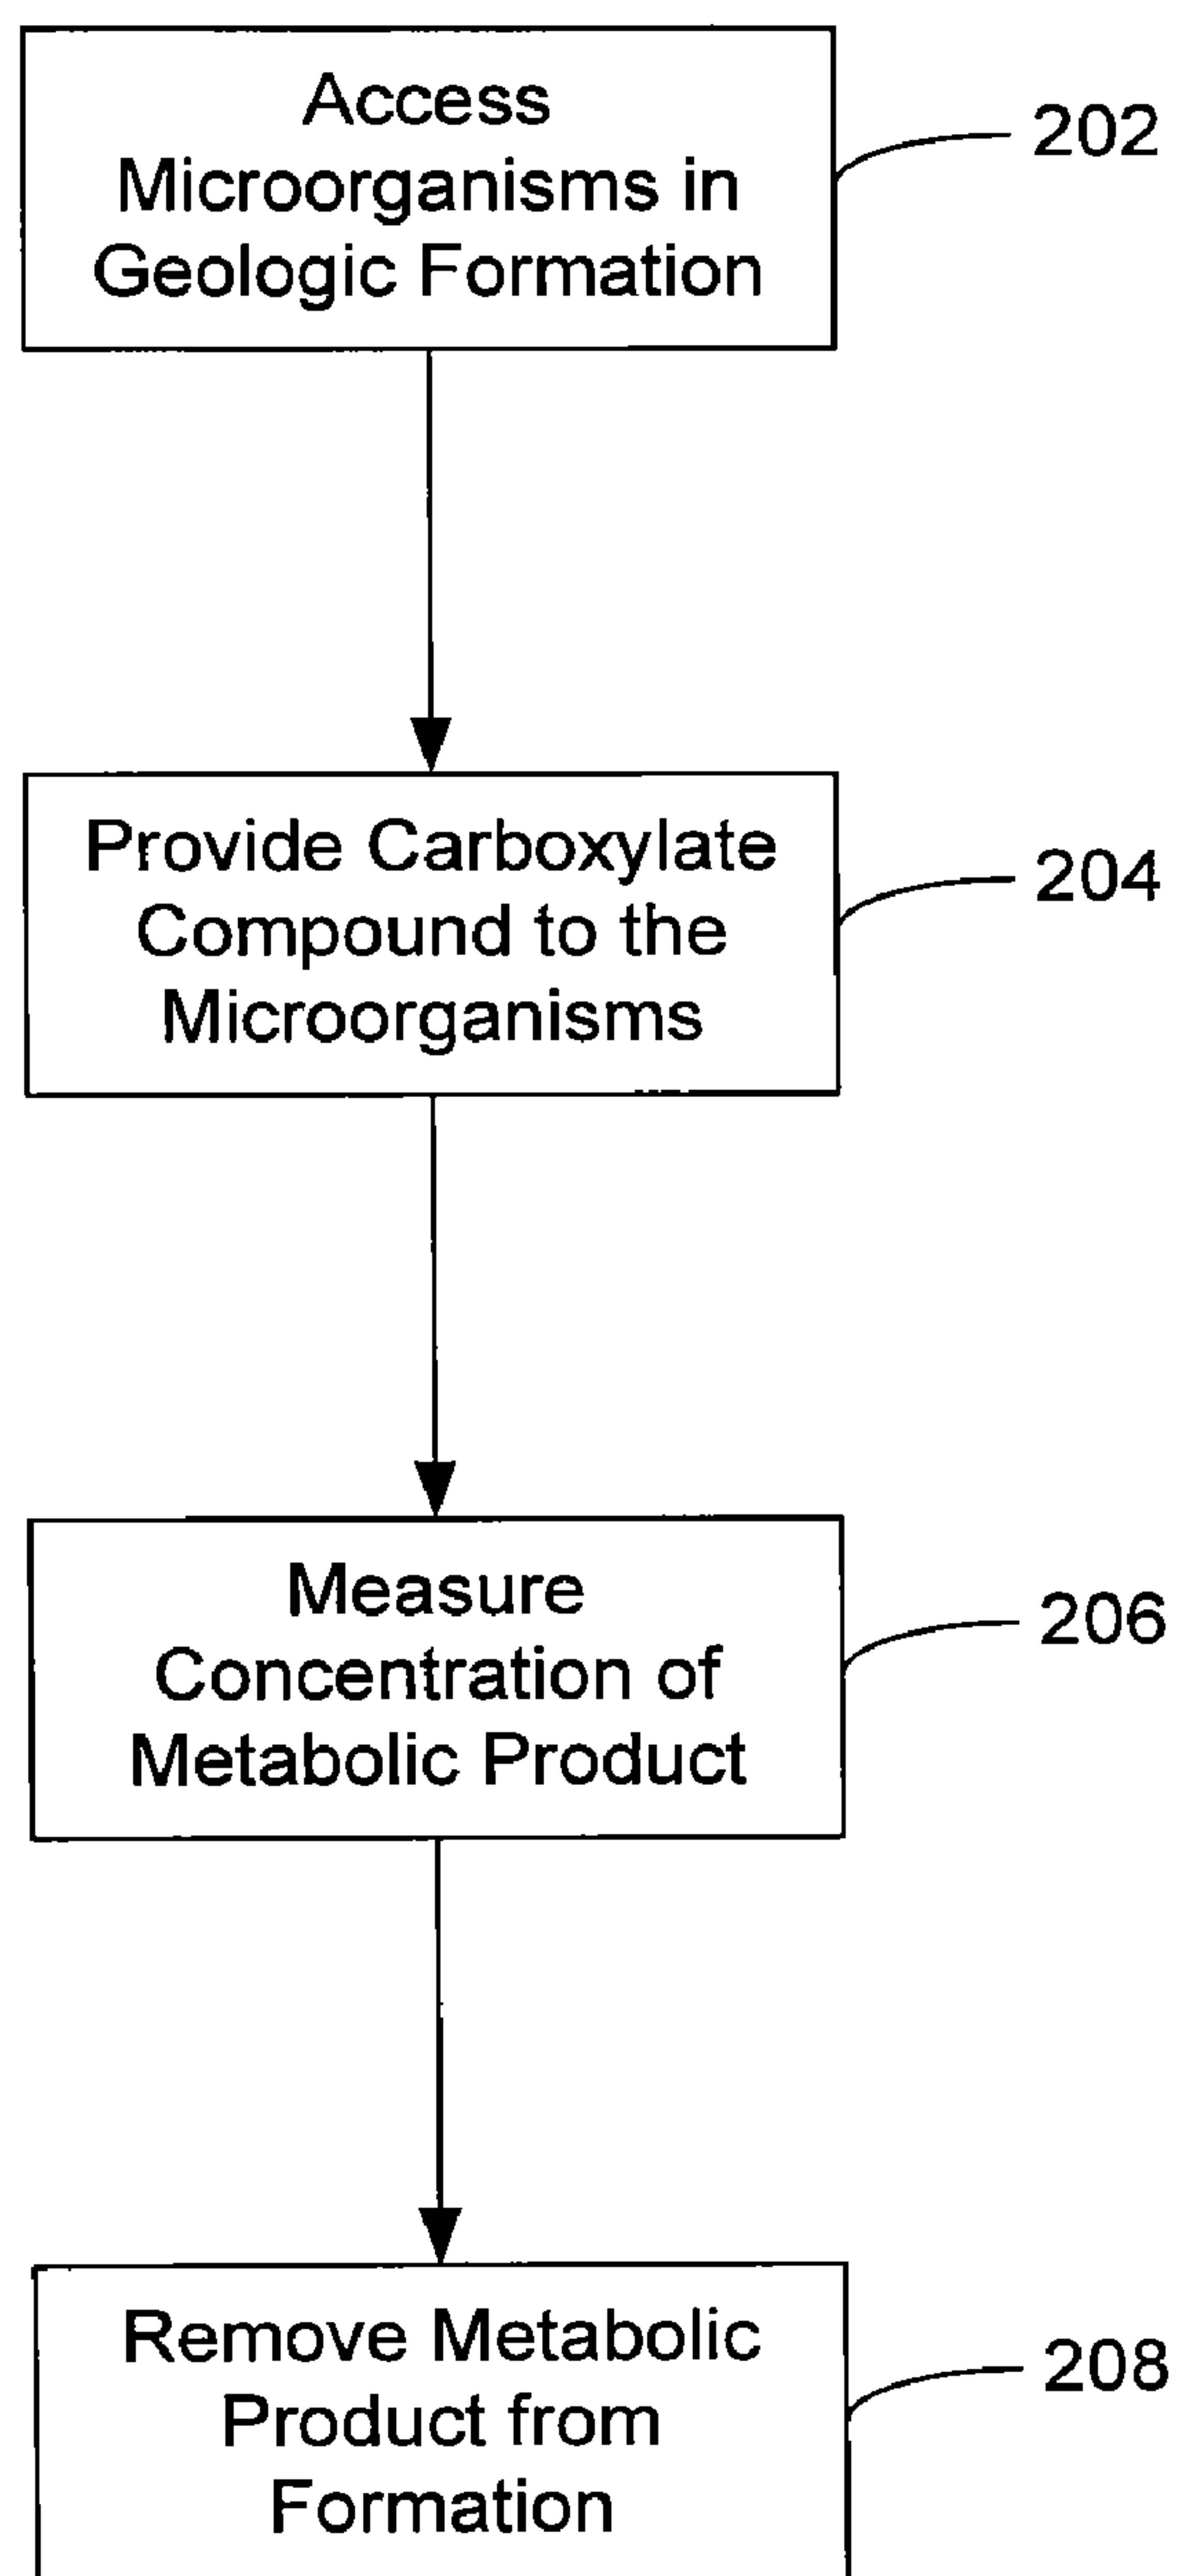 Access
Microorganisms in
Geologic Formation
202
Provide Carboxylate
Compound to the
Microorganisms
204
Measure
Concentration of
Metabolic Product
206
Remove Metabolic
Product from
Formation
208